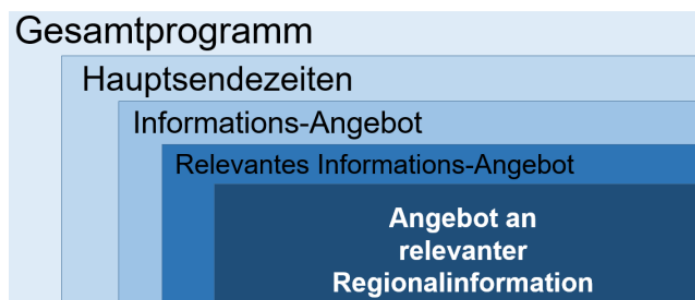 Gesamtprogramm
Hauptsendezeiten
Informations-Angebot
Relevantes Informations-Angebot
Angebot an
relevanter
Regionalinformation